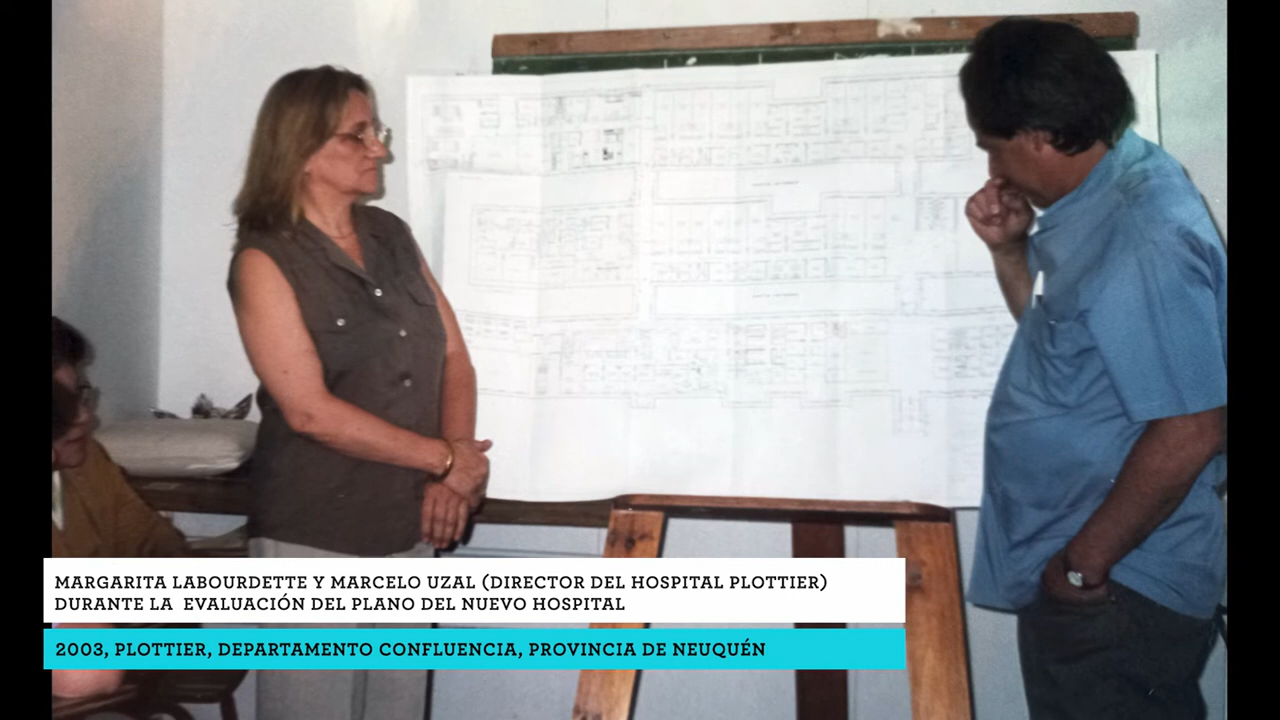 MARGARITA LABOURDETTE Y MARCELO UZAL (DIRECTOR DEL HOSPITAL PLOTTIER)
DURANTE LA EVALUACIÓN DEL PLANO DEL NUEVO HOSPITAL
2003, PLOTTIER, DEPARTAMENTO CONFLUENCIA, PROVINCIA DE NEUQUÉN